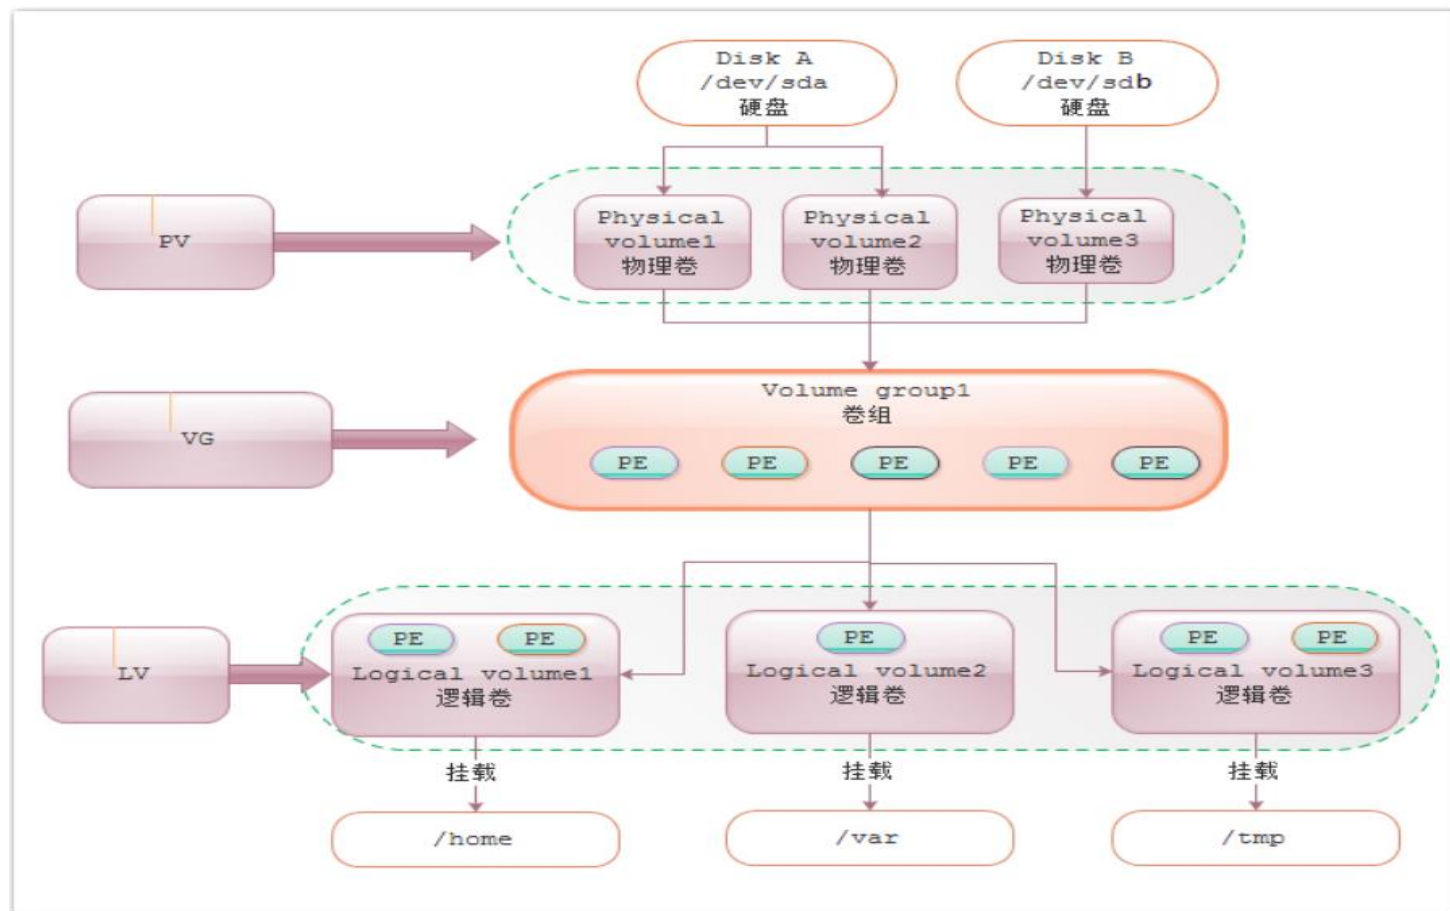 Disk A
/dev/sda
硬盘
Disk B
/dev/sdb
硬盘
PV
Physical
volume1
物理卷
Physical
volume2
物理卷
Physical
volume3
物理卷
VG
Volume group1
卷组
PE
PE
PE
PE
PE
LV
PE
PE
Logical volume1
逻辑卷
PE
Logical volume2
逻辑卷
PE
PE
Logical volume3
逻辑卷
挂载
挂载
挂载
/home
/var
/tmp